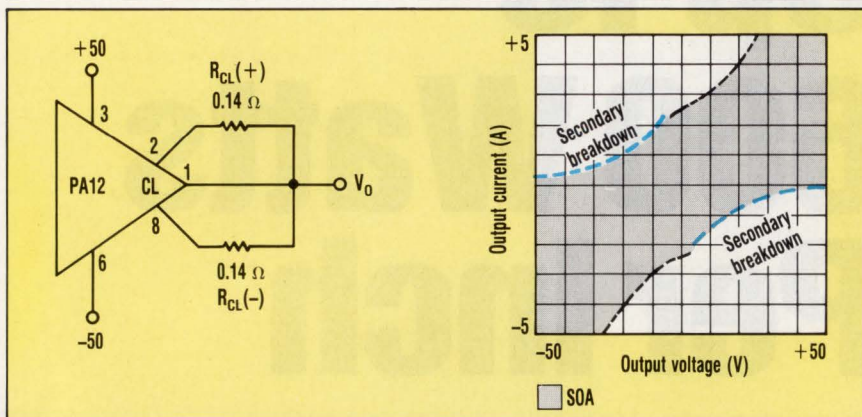 +50
3
R_CL(+)
0.14 Ω
2
PA12
CL
1
V_O
8
6
0.14 Ω
R_CL(−)
−50
+5
Output current (A)
Secondary
breakdown
Secondary
breakdown
−5
−50
Output voltage (V)
+50
SOA